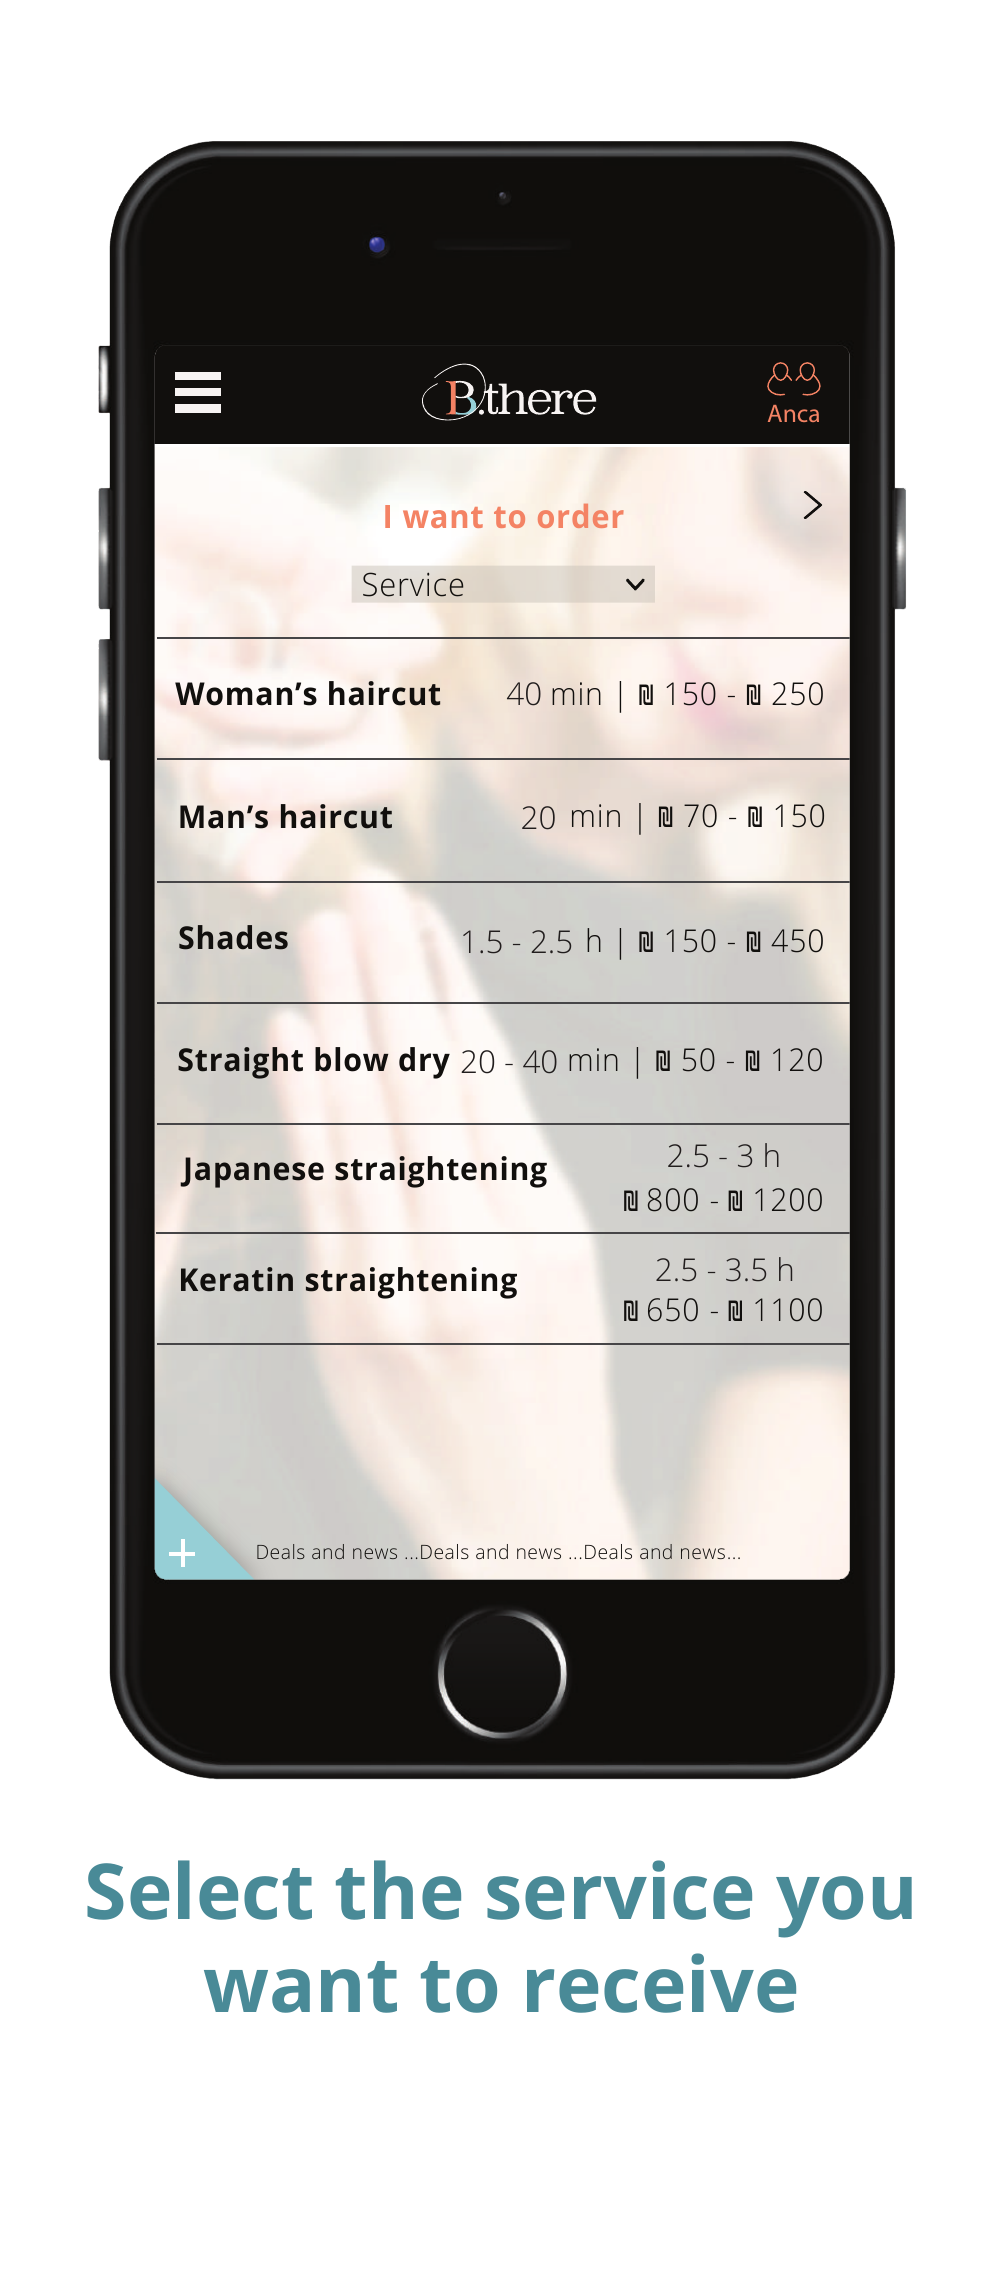 B.there
Anca
I want to order
Service
Woman’s haircut 40 min | ₪ 150 - ₪ 250
Man’s haircut 20 min | ₪ 70 - ₪ 150
Shades 1.5 - 2.5 h | ₪ 150 - ₪ 450
Straight blow dry 20 - 40 min | ₪ 50 - ₪ 120
Japanese straightening
2.5 - 3 h
₪ 800 - ₪ 1200
Keratin straightening
2.5 - 3.5 h
₪ 650 - ₪ 1100
Deals and news ...Deals and news ...Deals and news...
Select the service you
want to receive